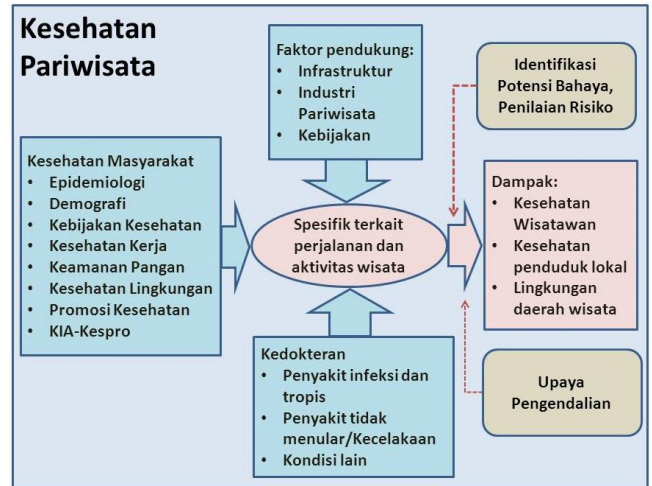 Kesehatan
Pariwisata
Faktor pendukung:
• Infrastruktur
• Industri
Pariwisata
• Kebijakan
Identifikasi
Potensi Bahaya,
Penilaian Risiko
Kesehatan Masyarakat
• Epidemiologi
• Demografi
• Kebijakan Kesehatan
• Kesehatan Kerja
• Keamanan Pangan
• Kesehatan Lingkungan
• Promosi Kesehatan
• KIA-Kespro
Spesifik terkait
perjalanan dan
aktivitas wisata
Dampak:
• Kesehatan
Wisatawan
• Kesehatan
penduduk lokal
• Lingkungan
daerah wisata
Kedokteran
• Penyakit infeksi dan
tropis
• Penyakit tidak
menular/Kecelakaan
• Kondisi lain
Upaya
Pengendalian